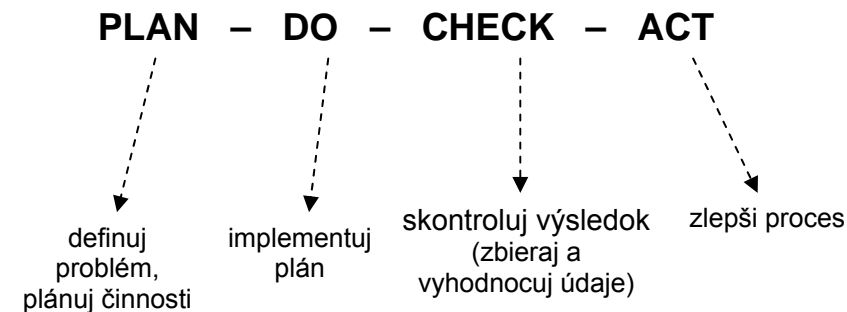 PLAN – DO – CHECK – ACT
definuj
problém,
plánuj činnosti
implementuj
plán
skontroluj výsledok
(zbieraj a
vyhodnocuj údaje)
zlepši proces